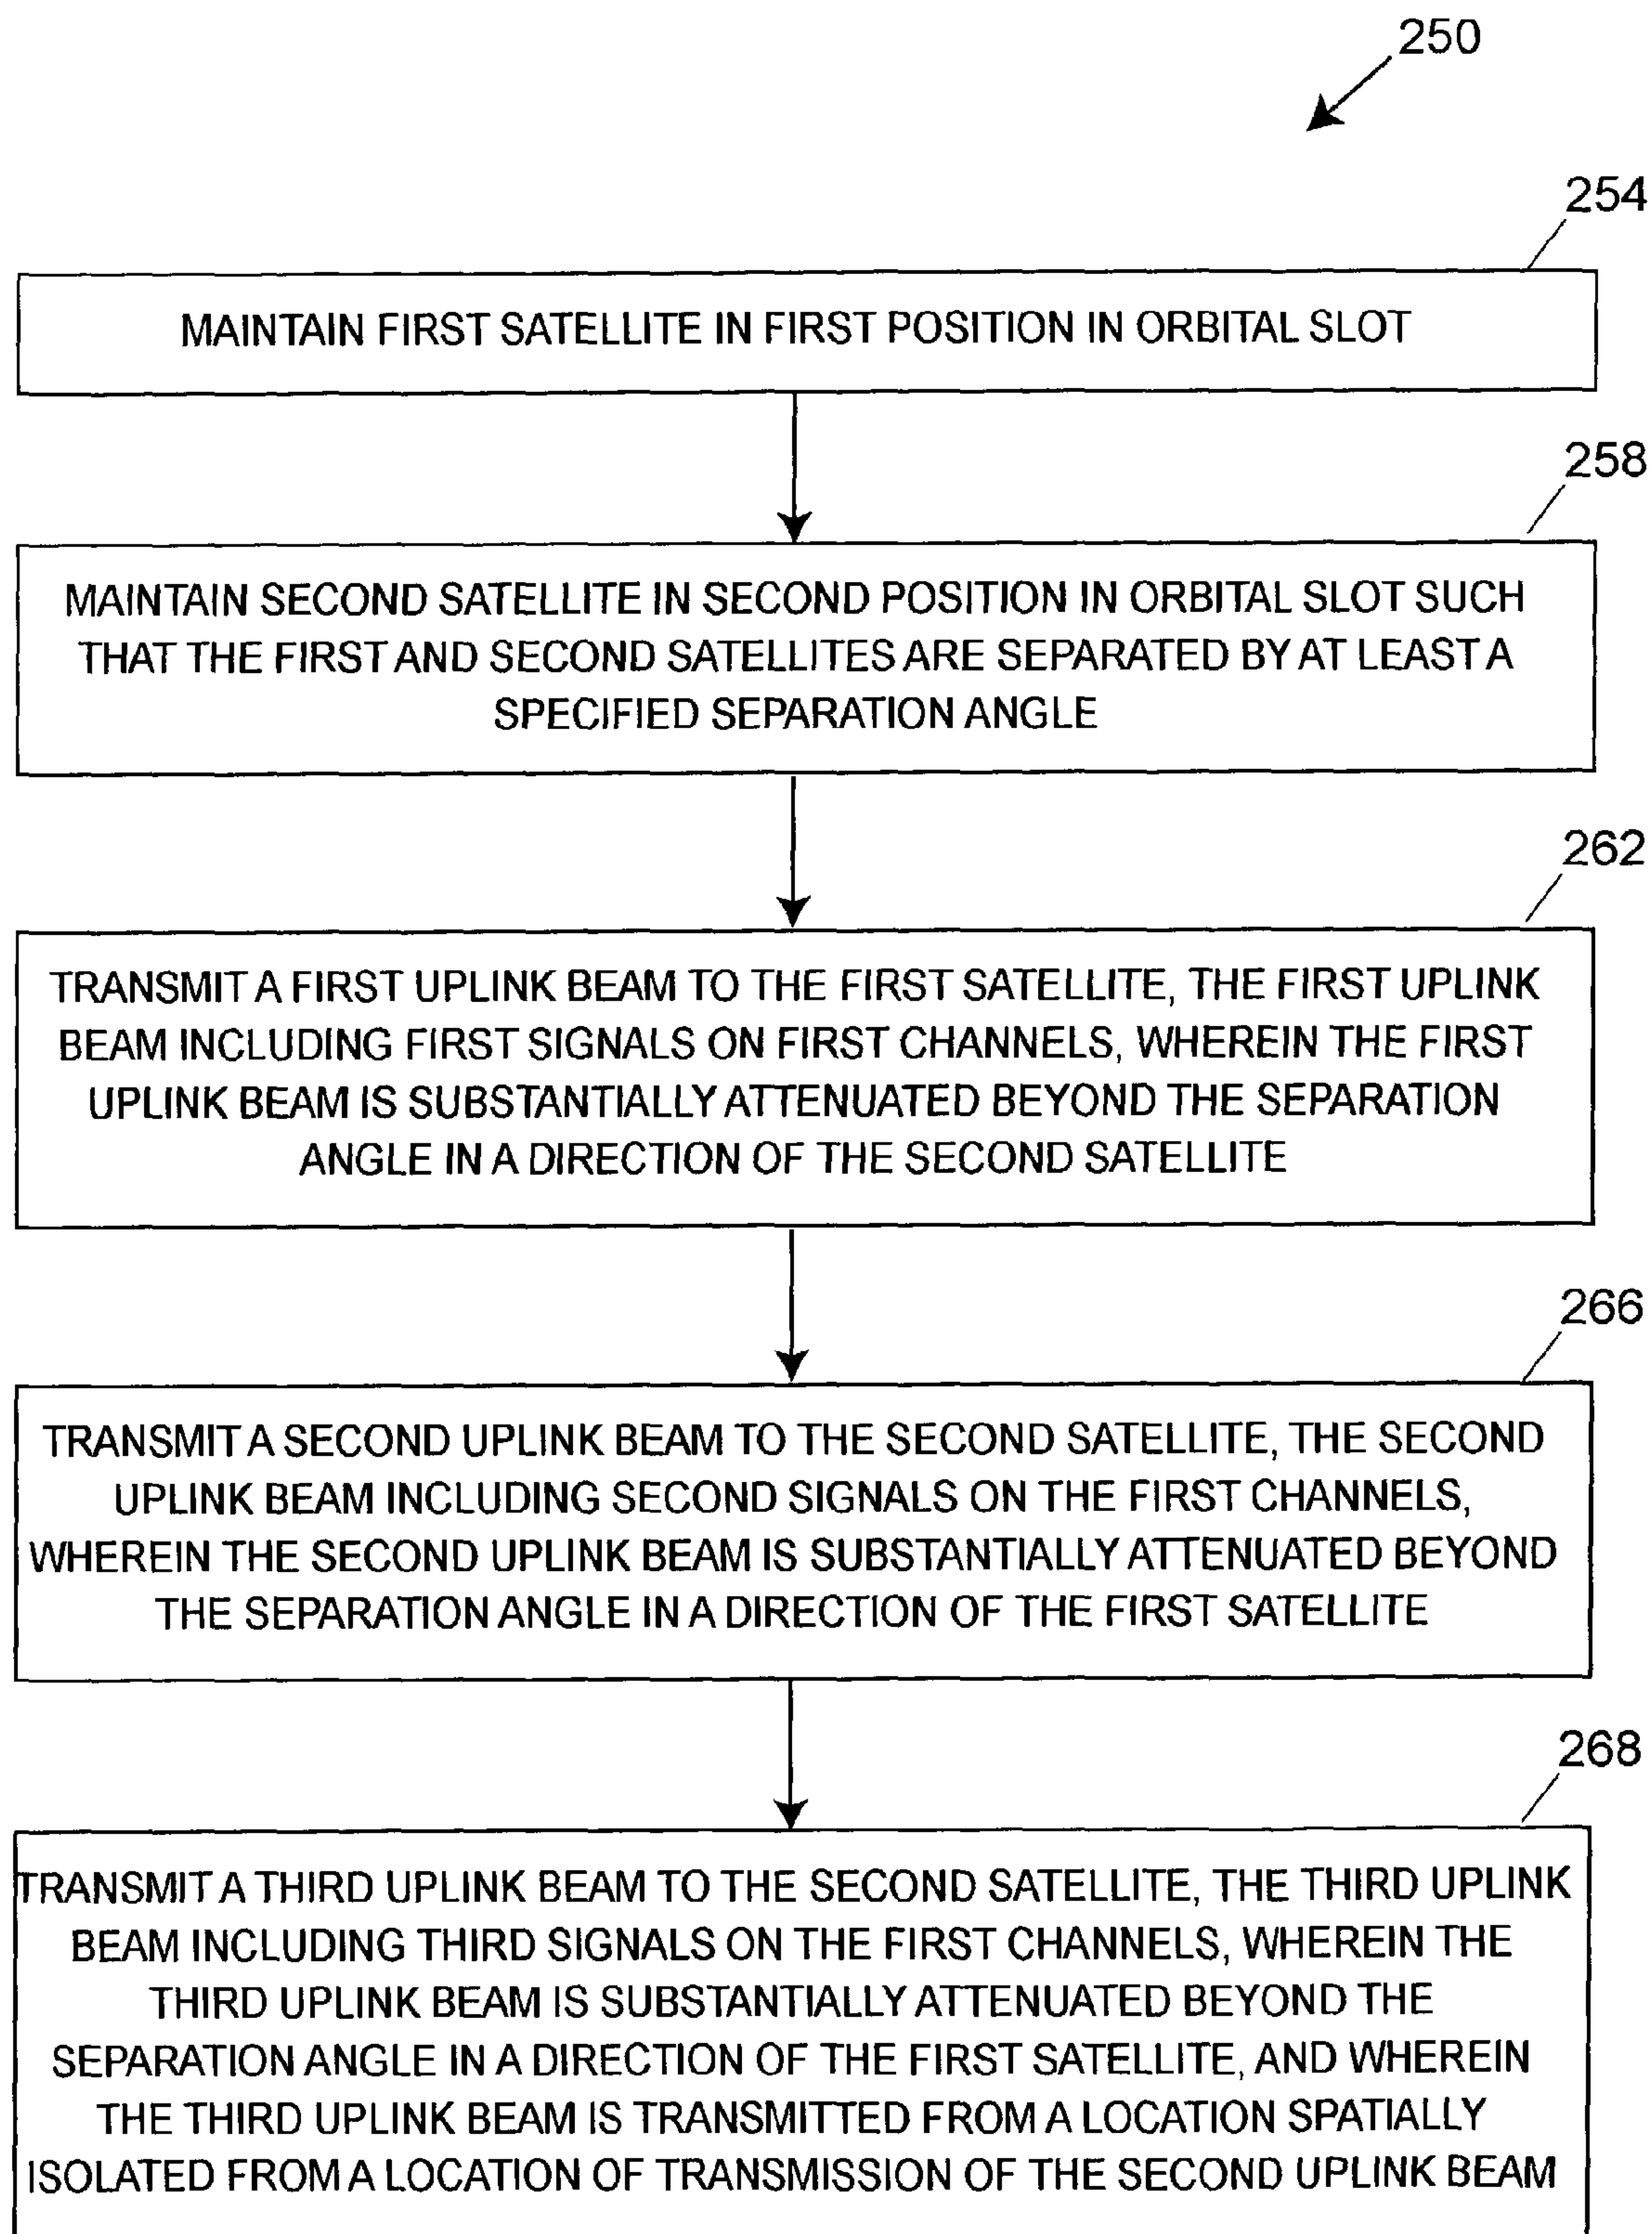 250
254
MAINTAIN FIRST SATELLITE IN FIRST POSITION IN ORBITAL SLOT
258
MAINTAIN SECOND SATELLITE IN SECOND POSITION IN ORBITAL SLOT SUCH
THAT THE FIRST AND SECOND SATELLITES ARE SEPARATED BY AT LEAST A
SPECIFIED SEPARATION ANGLE
262
TRANSMIT A FIRST UPLINK BEAM TO THE FIRST SATELLITE, THE FIRST UPLINK
BEAM INCLUDING FIRST SIGNALS ON FIRST CHANNELS, WHEREIN THE FIRST
UPLINK BEAM IS SUBSTANTIALLY ATTENUATED BEYOND THE SEPARATION
ANGLE IN A DIRECTION OF THE SECOND SATELLITE
266
TRANSMIT A SECOND UPLINK BEAM TO THE SECOND SATELLITE, THE SECOND
UPLINK BEAM INCLUDING SECOND SIGNALS ON THE FIRST CHANNELS,
WHEREIN THE SECOND UPLINK BEAM IS SUBSTANTIALLY ATTENUATED BEYOND
THE SEPARATION ANGLE IN A DIRECTION OF THE FIRST SATELLITE
268
TRANSMIT A THIRD UPLINK BEAM TO THE SECOND SATELLITE, THE THIRD UPLINK
BEAM INCLUDING THIRD SIGNALS ON THE FIRST CHANNELS, WHEREIN THE
THIRD UPLINK BEAM IS SUBSTANTIALLY ATTENUATED BEYOND THE
SEPARATION ANGLE IN A DIRECTION OF THE FIRST SATELLITE, AND WHEREIN
THE THIRD UPLINK BEAM IS TRANSMITTED FROM A LOCATION SPATIALLY
ISOLATED FROM A LOCATION OF TRANSMISSION OF THE SECOND UPLINK BEAM